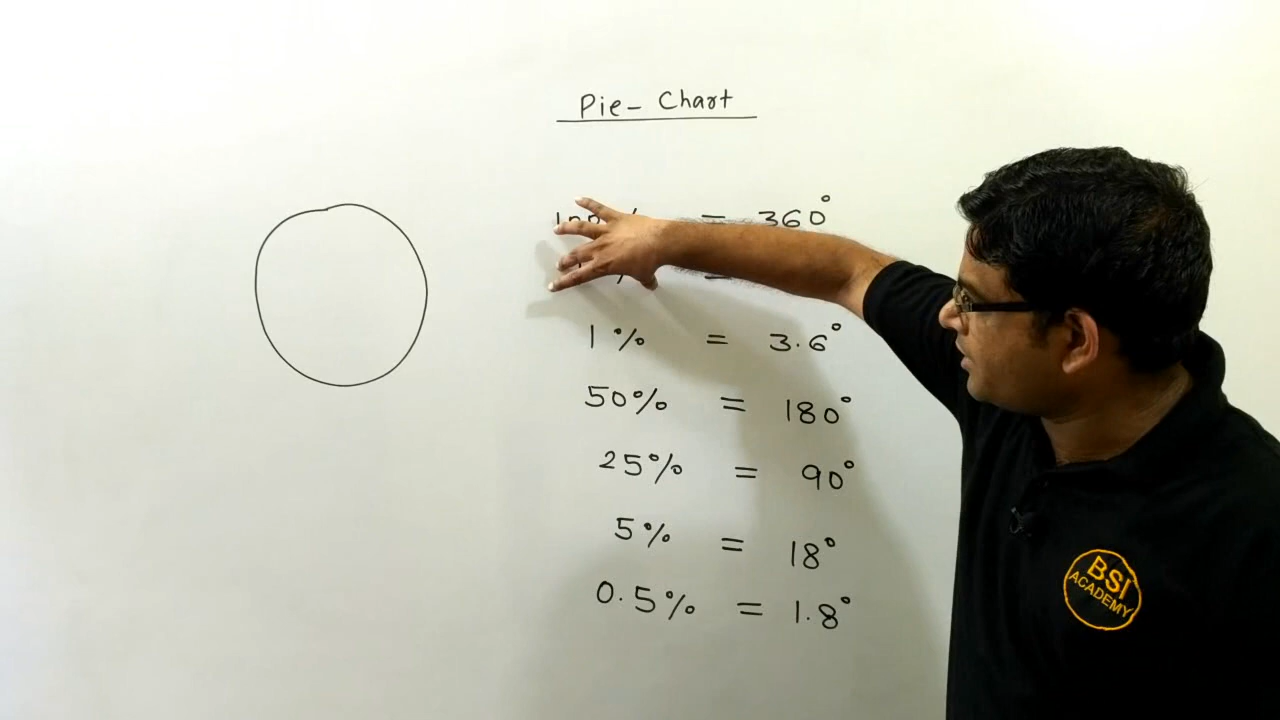 Pie - Chart
= 360°
% =
1% = 3.6°
50% = 180°
25% = 90°
5% = 18°
0.5% = 1.8°
BSI
ACADEMY